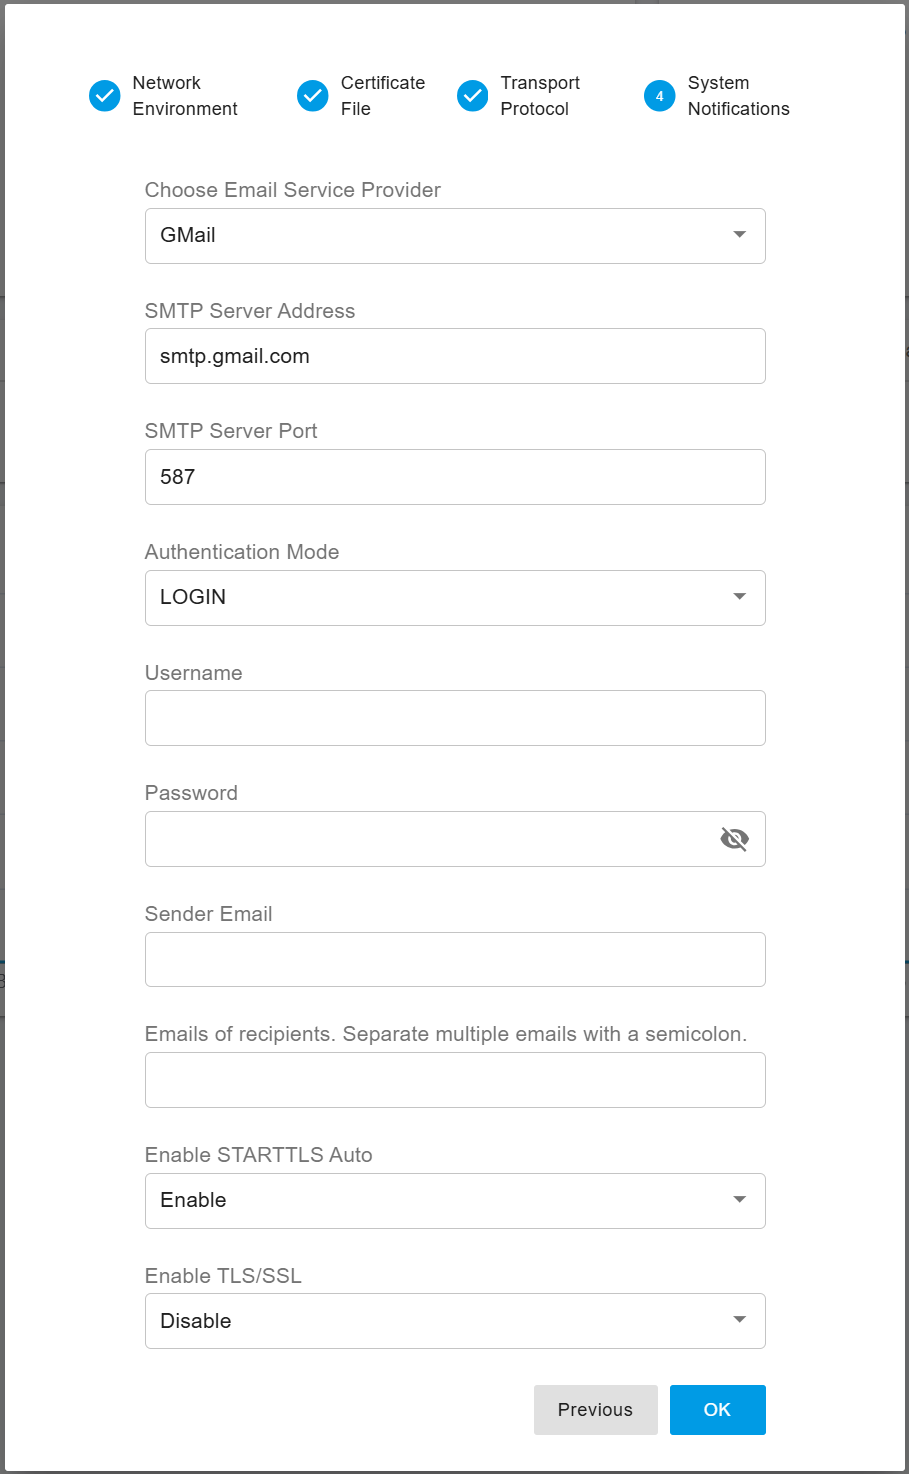 Network
Environment
Certificate
File
Transport
Protocol
4
System
Notifications
Choose Email Service Provider
GMail
SMTP Server Address
smtp.gmail.com
SMTP Server Port
587
Authentication Mode
LOGIN
Username
Password
Sender Email
Emails of recipients. Separate multiple emails with a semicolon.
Enable STARTTLS Auto
Enable
Enable TLS/SSL
Disable
Previous
OK